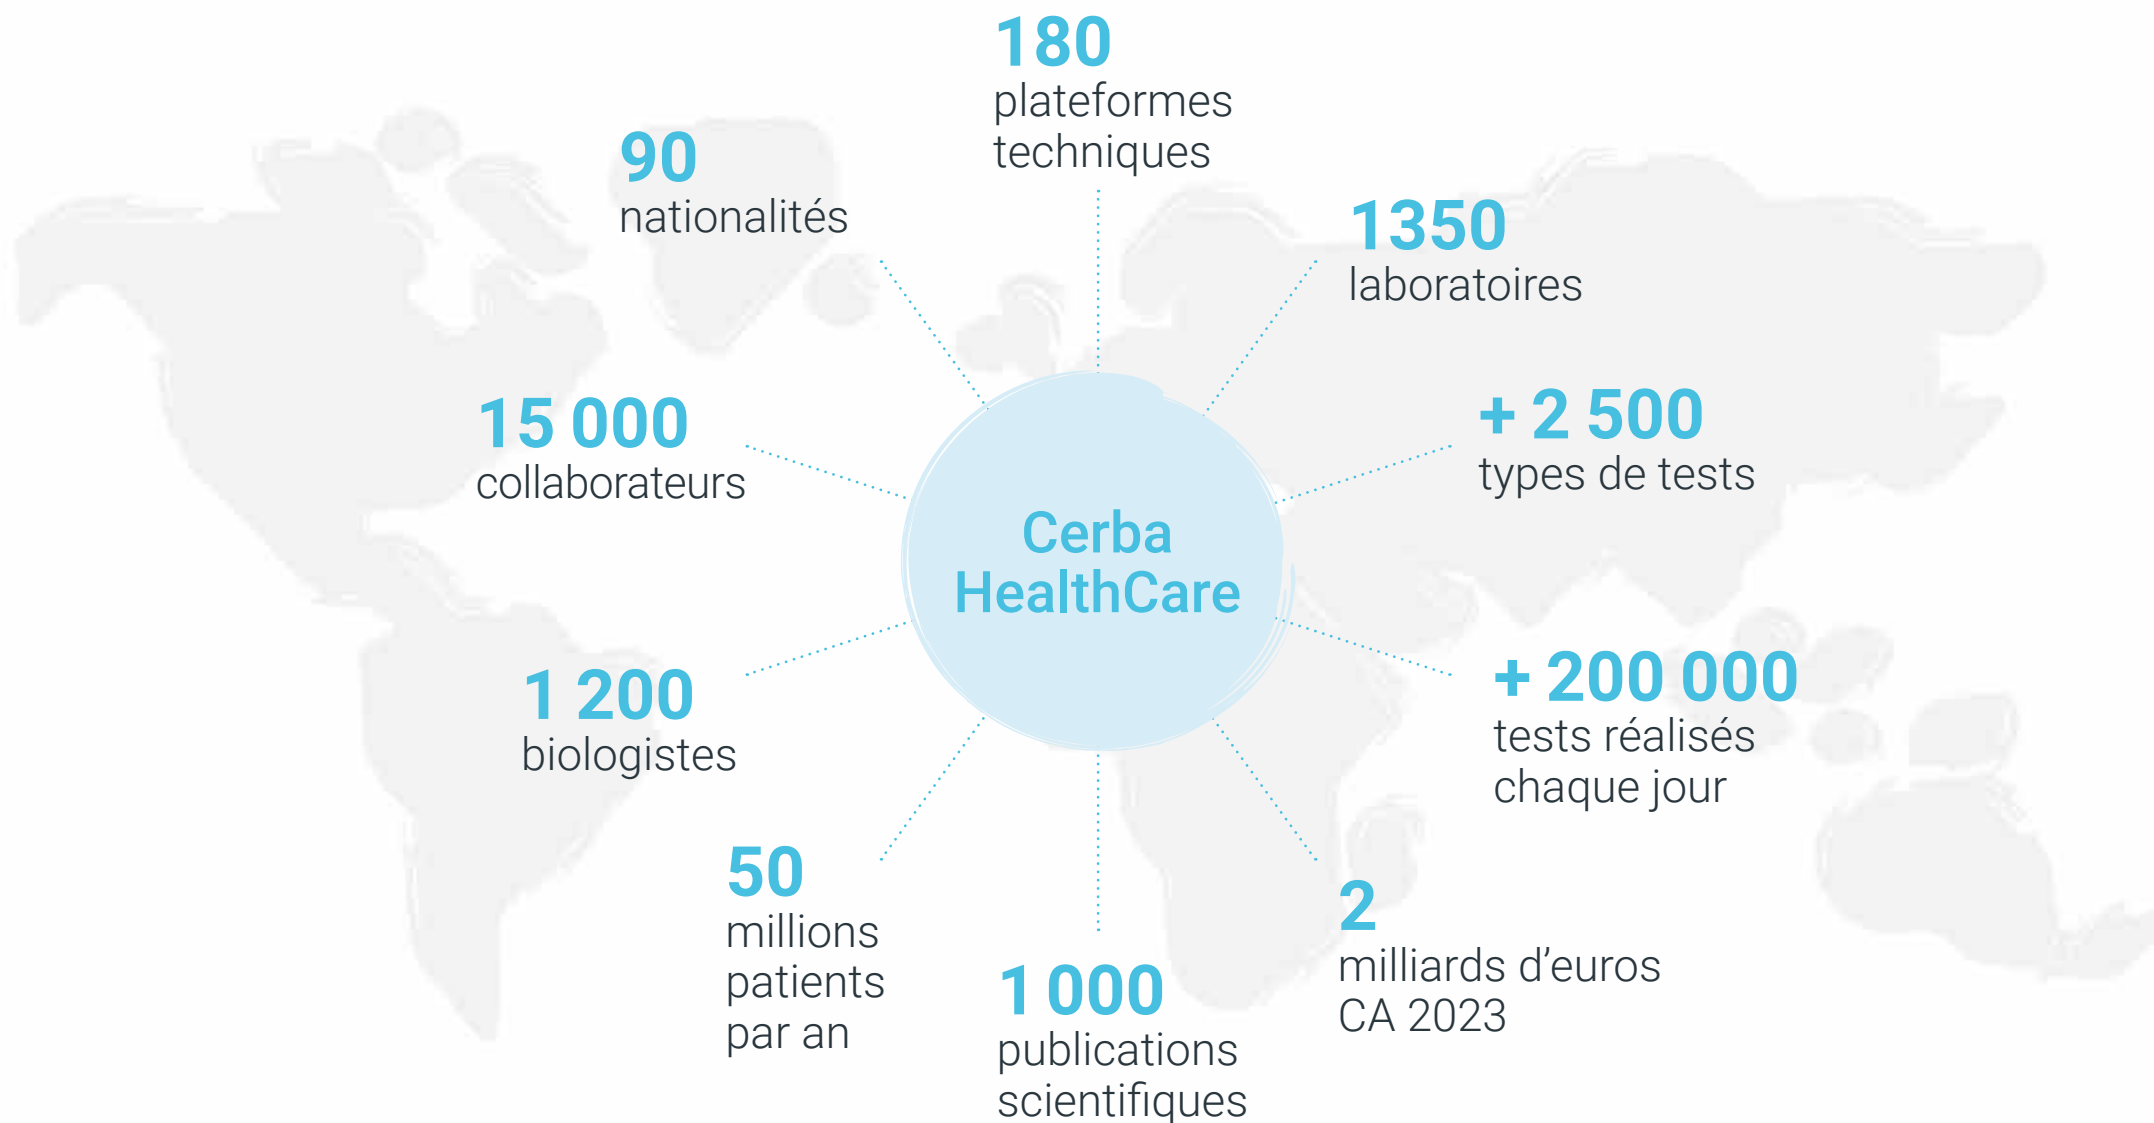 180
plateformes
techniques
90
nationalités
1350
laboratoires
15 000
collaborateurs
+ 2 500
types de tests
Cerba
HealthCare
1 200
biologistes
+ 200 000
tests réalisés
chaque jour
50
millions
patients
par an
1 000
publications
scientifiques
2
milliards d’euros
CA 2023